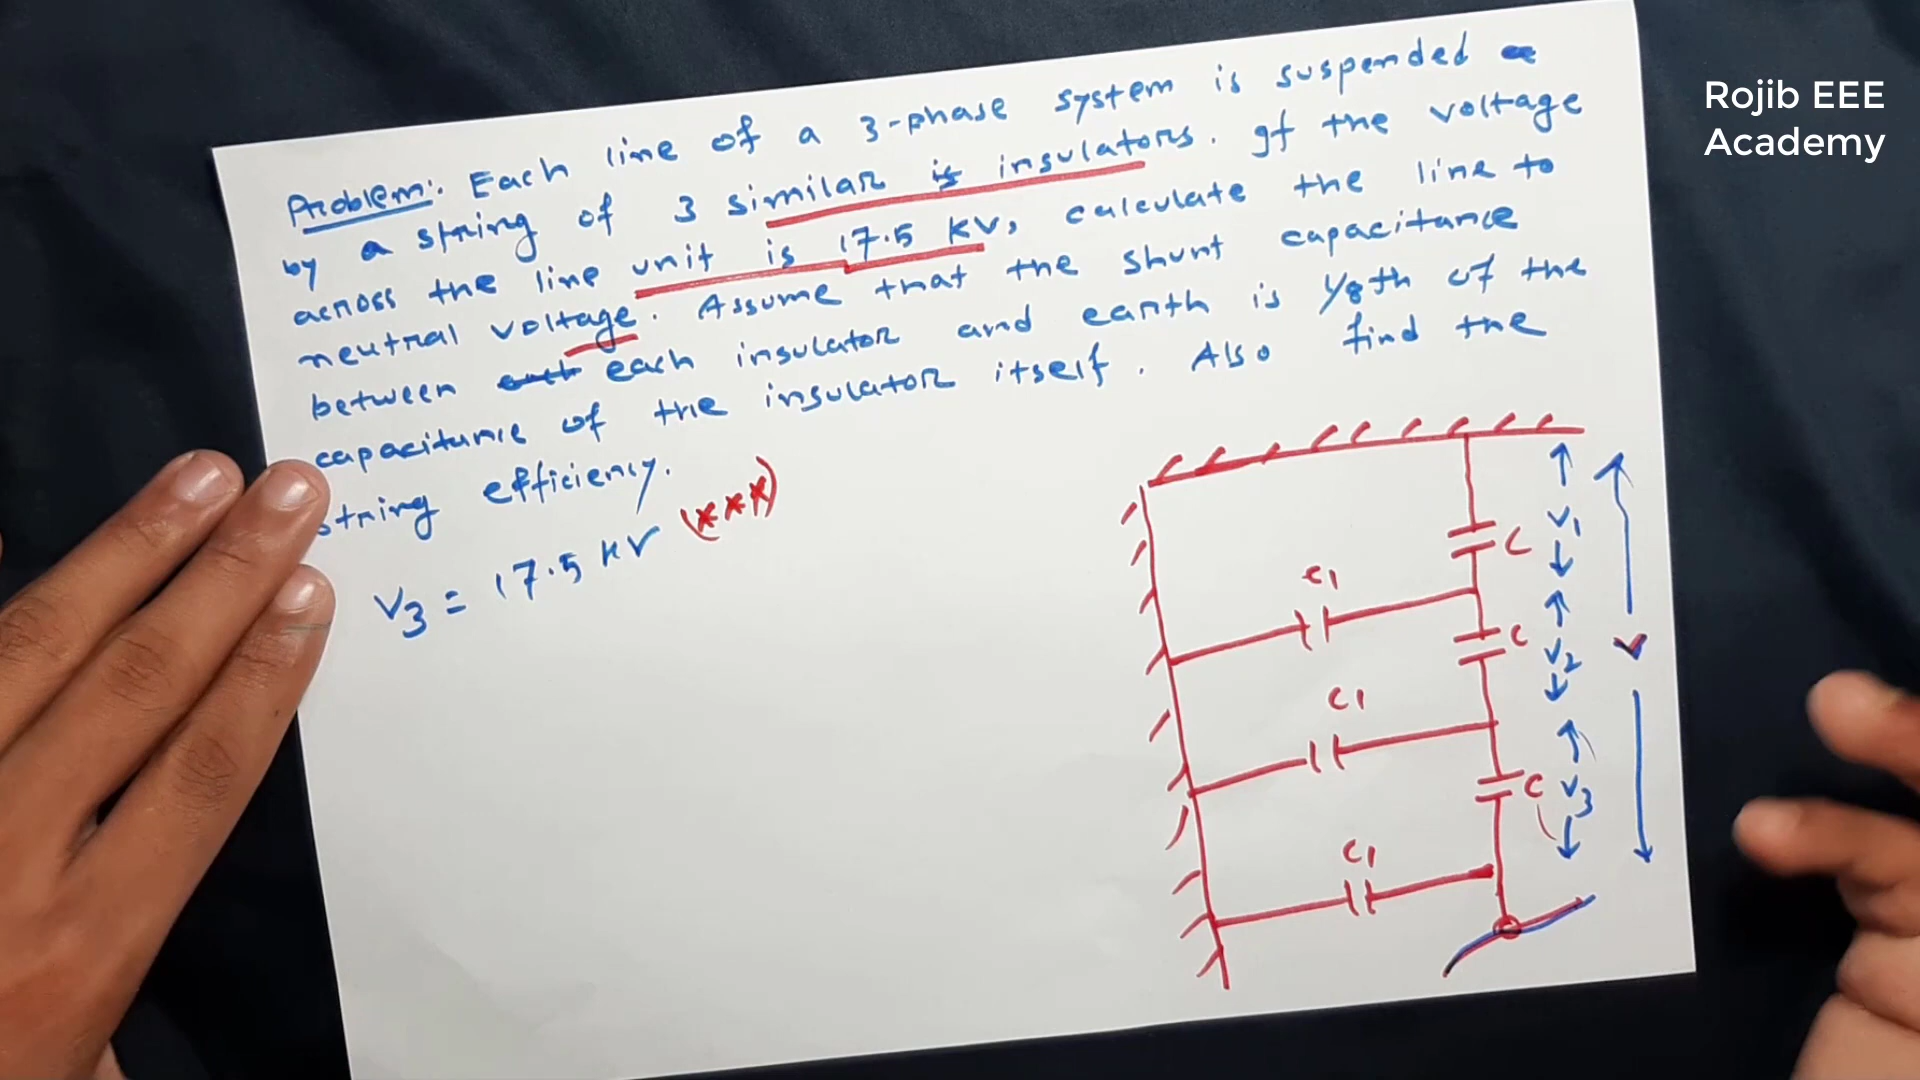 Problem: Each line of a 3-phase system is suspended
by a string of 3 similar is insulators. If the voltage
across the line unit is 17.5 KV, calculate the line to
neutral voltage. Assume that the shunt capacitance
between each insulator and earth is 1/8th of the
capacitance of the insulator itself. Also find the
string efficiency.
V3 = 17.5 KV (***)
Rojib EEE
Academy
C
V1
C1
C
V2
V
C1
C
V3
C1